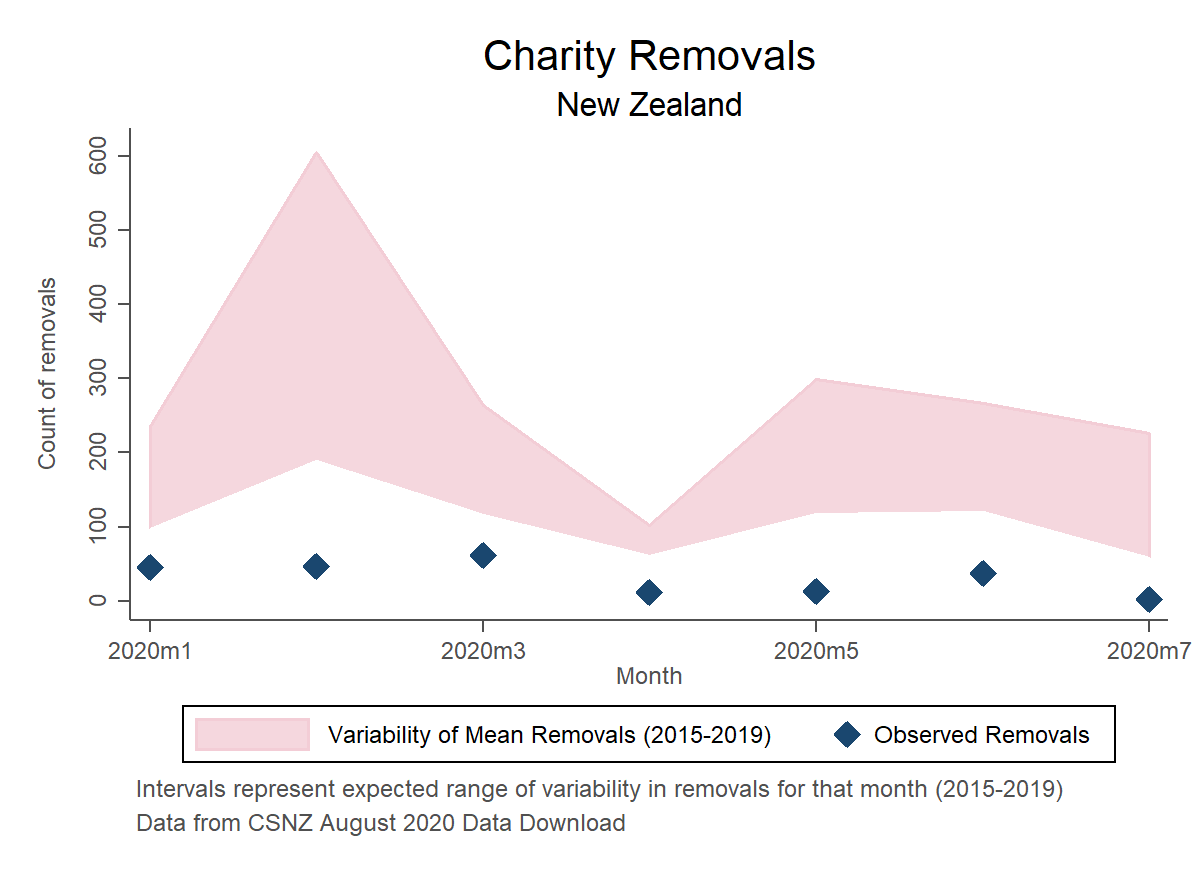 Charity Removals
New Zealand
Count of removals
600
500
400
300
200
100
0
2020m1 2020m3 2020m5 2020m7
Month
Variability of Mean Removals (2015-2019) Observed Removals
Intervals represent expected range of variability in removals for that month (2015-2019)
Data from CSNZ August 2020 Data Download